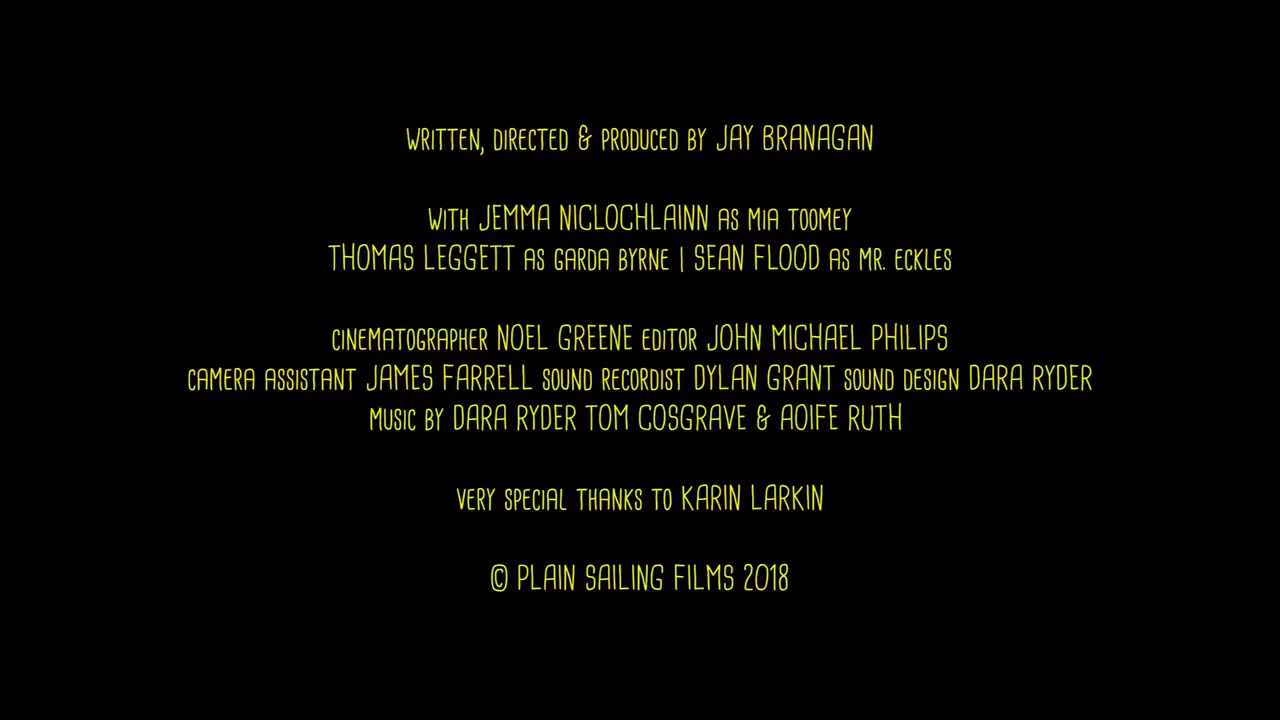 WRITTEN, DIRECTED & PRODUCED BY JAY BRANAGAN
WITH JEMMA NICLOCHLAINN AS MIA TOOMEY
THOMAS LEGGETT AS GARDA BYRNE | SEAN FLOOD AS MR. ECKLES
CINEMATOGRAPHER NOEL GREENE EDITOR JOHN MICHAEL PHILIPS
CAMERA ASSISTANT JAMES FARRELL SOUND RECORDIST DYLAN GRANT SOUND DESIGN DARA RYDER
MUSIC BY DARA RYDER TOM COSGRAVE & AOIFE RUTH
VERY SPECIAL THANKS TO KARIN LARKIN
© PLAIN SAILING FILMS 2018